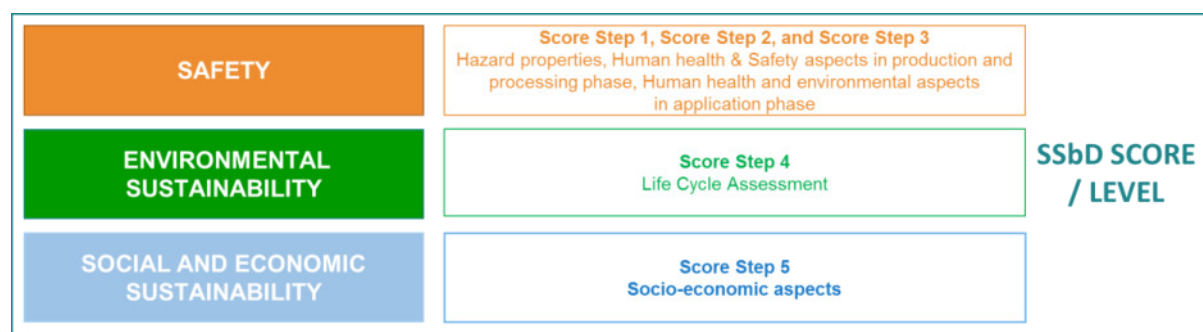 SAFETY
Score Step 1, Score Step 2, and Score Step 3
Hazard properties, Human health & Safety aspects in production and
processing phase, Human health and environmental aspects
in application phase
ENVIRONMENTAL
SUSTAINABILITY
Score Step 4
Life Cycle Assessment
SOCIAL AND ECONOMIC
SUSTAINABILITY
Score Step 5
Socio-economic aspects
SSbD SCORE
/ LEVEL